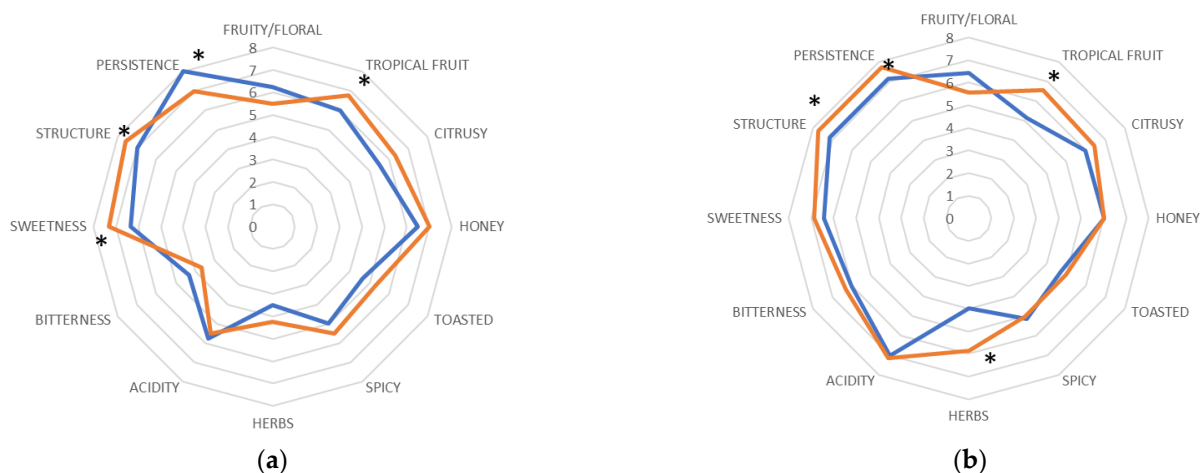 FRUITY/FLORAL
8
7
6
5
4
3
2
1
0
*
PERSISTENCE
*
TROPICAL FRUIT
*
STRUCTURE
CITRUSY
SWEETNESS
*
HONEY
BITTERNESS
TOASTED
ACIDITY
SPICY
HERBS
(a)
FRUITY/FLORAL
8
7
6
5
4
3
2
1
0
PERSISTENCE
*
*
TROPICAL FRUIT
*
STRUCTURE
CITRUSY
SWEETNESS
HONEY
BITTERNESS
TOASTED
ACIDITY
*
SPICY
HERBS
(b)